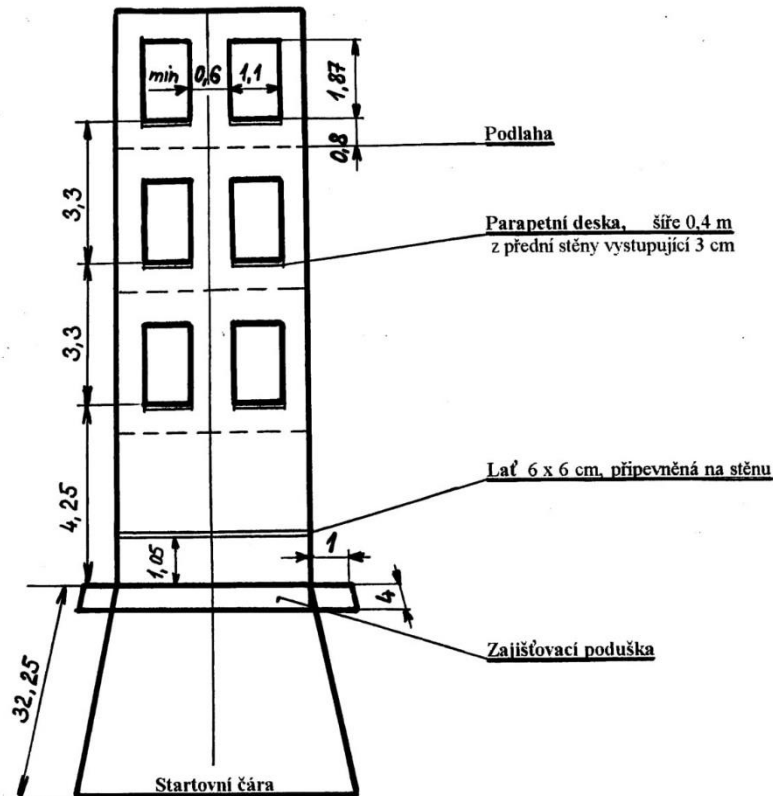 min 0,6 1,1
1,87
0,8
Podlaha
3,3
Parapetní deska, šíře 0,4 m
z přední stěny vystupující 3 cm
3,3
4,25
Lať 6 x 6 cm, připevněná na stěnu
1,05
1
4
Zajišťovací poduška
32,25
Startovní čára